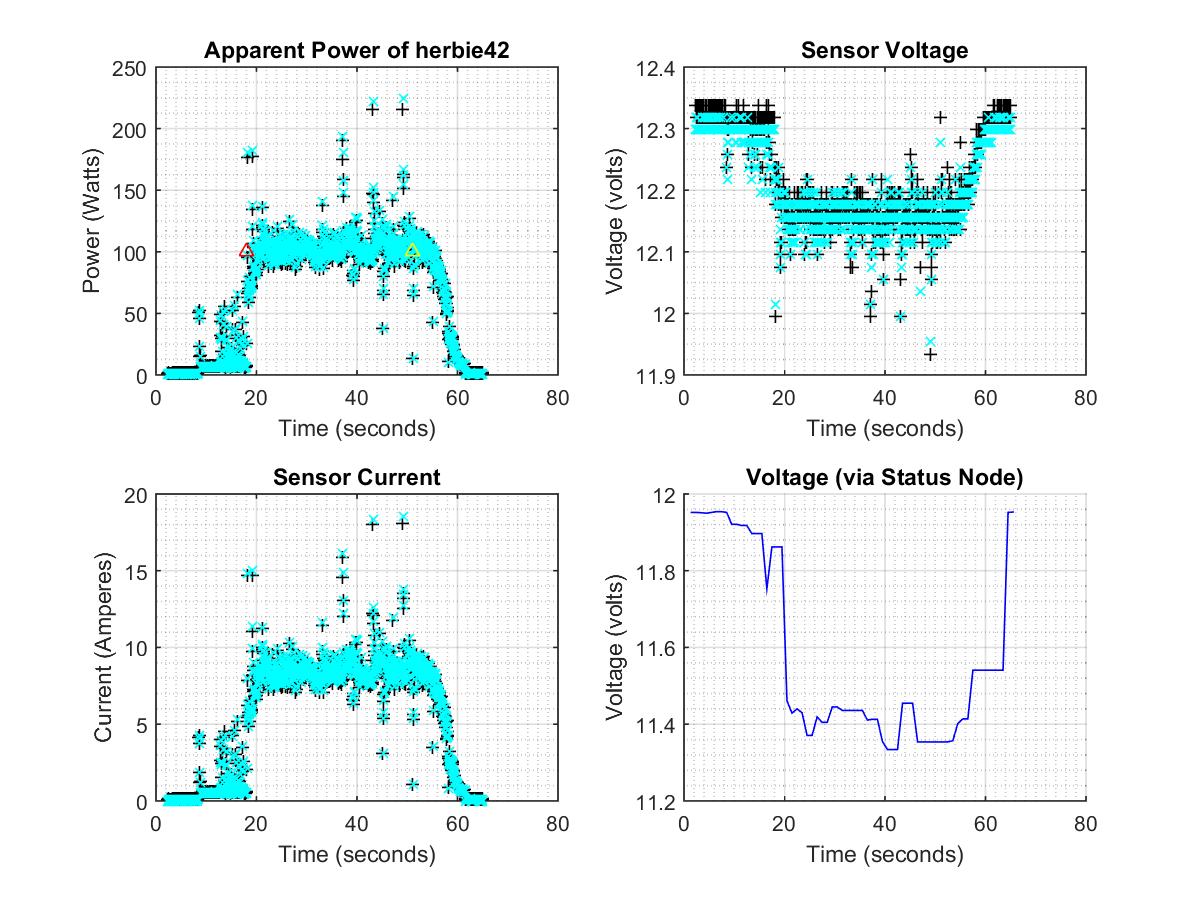 Apparent Power of herbie42
250
200
150
100
50
0
Power (Watts)
0 20 40 60 80
Time (seconds)
Sensor Voltage
12.4
12.3
12.2
12.1
12
11.9
Voltage (volts)
0 20 40 60 80
Time (seconds)
Sensor Current
20
15
10
5
0
Current (Amperes)
0 20 40 60 80
Time (seconds)
Voltage (via Status Node)
12
11.8
11.6
11.4
11.2
Voltage (volts)
0 20 40 60 80
Time (seconds)